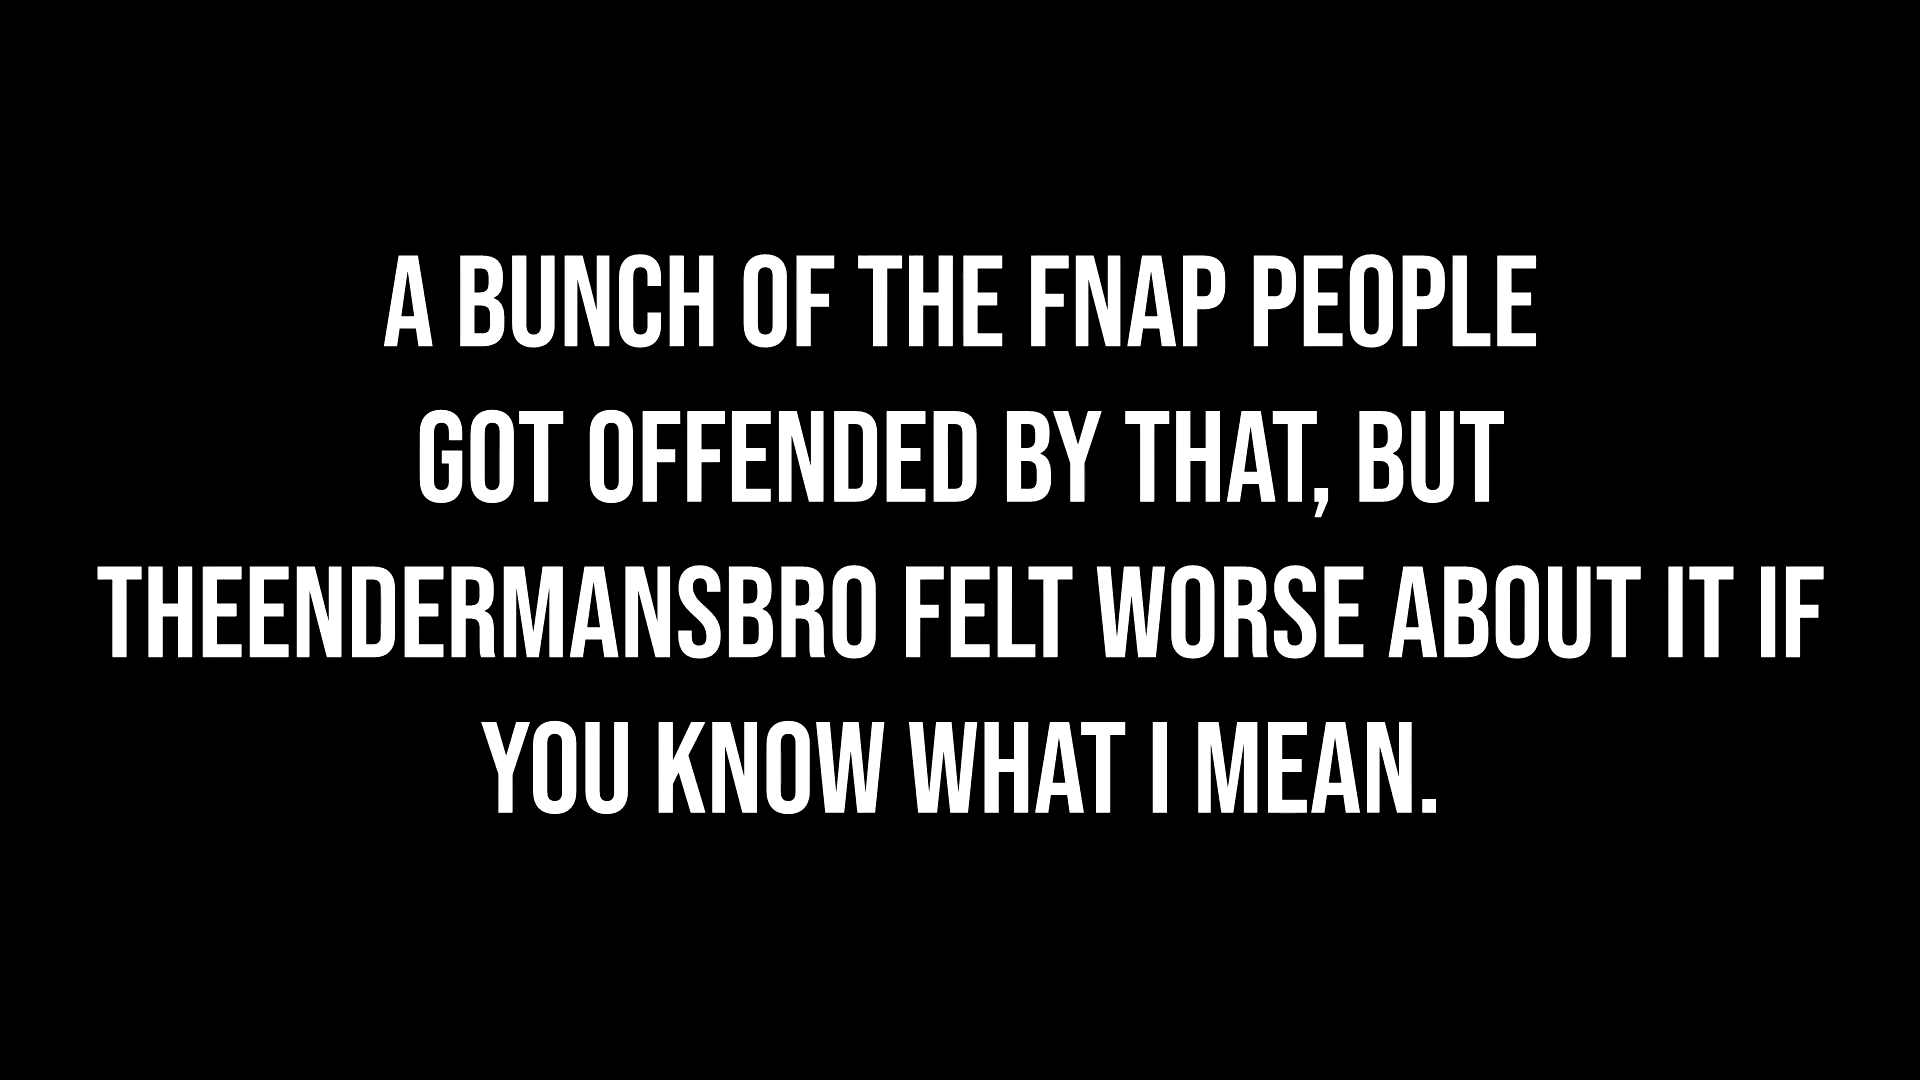 A BUNCH OF THE FNAP PEOPLE
GOT OFFENDED BY THAT, BUT
THEENDERMANSBRO FELT WORSE ABOUT IT IF
YOU KNOW WHAT I MEAN.